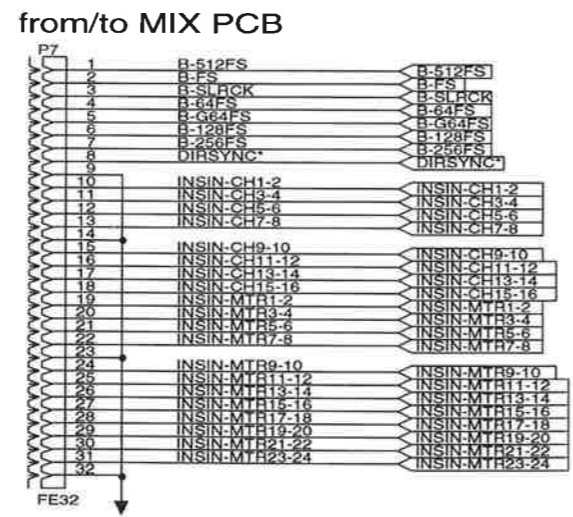 from/to MIX PCB
P7
1 B-512FS B-512FS
2 B-FS B-FS
3 B-SLRCK B-SLRCK
4 B-64FS B-64FS
5 B-G64FS B-G64FS
6 B-128FS B-128FS
7 B-256FS B-256FS
8 DIRSYNC* DIRSYNC*
9
10 INSIN-CH1-2 INSIN-CH1-2
11 INSIN-CH3-4 INSIN-CH3-4
12 INSIN-CH5-6 INSIN-CH5-6
13 INSIN-CH7-8 INSIN-CH7-8
14
15 INSIN-CH9-10 INSIN-CH9-10
16 INSIN-CH11-12 INSIN-CH11-12
17 INSIN-CH13-14 INSIN-CH13-14
18 INSIN-CH15-16 INSIN-CH15-16
19 INSIN-MTR1-2 INSIN-MTR1-2
20 INSIN-MTR3-4 INSIN-MTR3-4
21 INSIN-MTR5-6 INSIN-MTR5-6
22 INSIN-MTR7-8 INSIN-MTR7-8
23
24 INSIN-MTR9-10 INSIN-MTR9-10
25 INSIN-MTR11-12 INSIN-MTR11-12
26 INSIN-MTR13-14 INSIN-MTR13-14
27 INSIN-MTR15-16 INSIN-MTR15-16
28 INSIN-MTR17-18 INSIN-MTR17-18
29 INSIN-MTR19-20 INSIN-MTR19-20
30 INSIN-MTR21-22 INSIN-MTR21-22
31 INSIN-MTR23-24 INSIN-MTR23-24
32
FE32